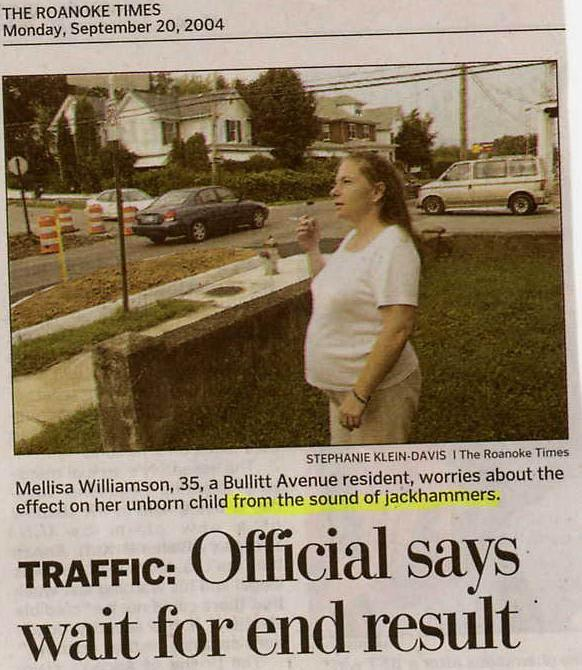 THE ROANOKE TIMES
Monday, September 20, 2004
STEPHANIE KLEIN-DAVIS | The Roanoke Times
Mellisa Williamson, 35, a Bullitt Avenue resident, worries about the
effect on her unborn child from the sound of jackhammers.
TRAFFIC: Official says
wait for end result